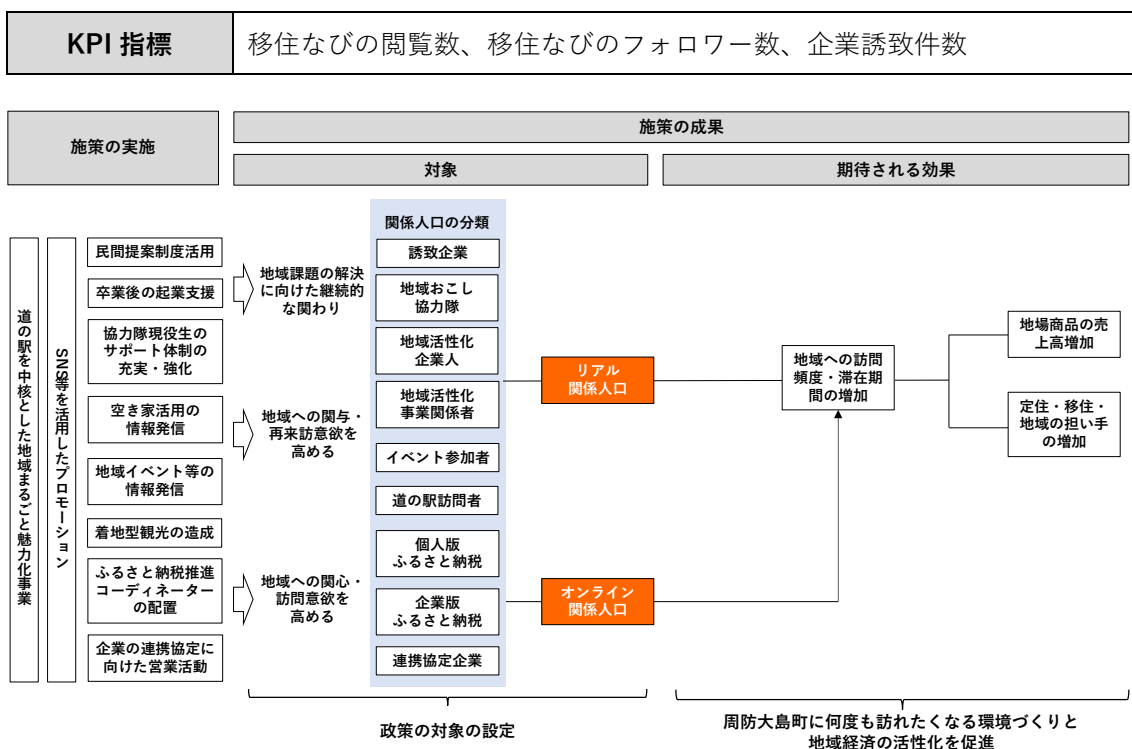 KPI 指標
移住なびの閲覧数、移住なびのフォロワー数、企業誘致件数
施策の実施
施策の成果
対象
期待される効果
道の駅を中核とした地域まるごと魅力化事業
SNS等を活用したプロモーション
民間提案制度活用
卒業後の起業支援
協力隊現役生の
サポート体制の
充実・強化
空き家活用の
情報発信
地域イベント等の
情報発信
着地型観光の造成
ふるさと納税推進
コーディネーター
の配置
企業の連携協定に
向けた営業活動
地域課題の解決
に向けた継続的
な関わり
地域への関与・
再来訪意欲を
高める
地域への関心・
訪問意欲を
高める
関係人口の分類
誘致企業
地域おこし
協力隊
地域活性化
企業人
地域活性化
事業関係者
イベント参加者
道の駅訪問者
個人版
ふるさと納税
企業版
ふるさと納税
連携協定企業
リアル
関係人口
オンライン
関係人口
地域への訪問
頻度・滞在期
間の増加
地場商品の売
上高増加
定住・移住・
地域の担い手
の増加
政策の対象の設定
周防大島町に何度も訪れたくなる環境づくりと
地域経済の活性化を促進